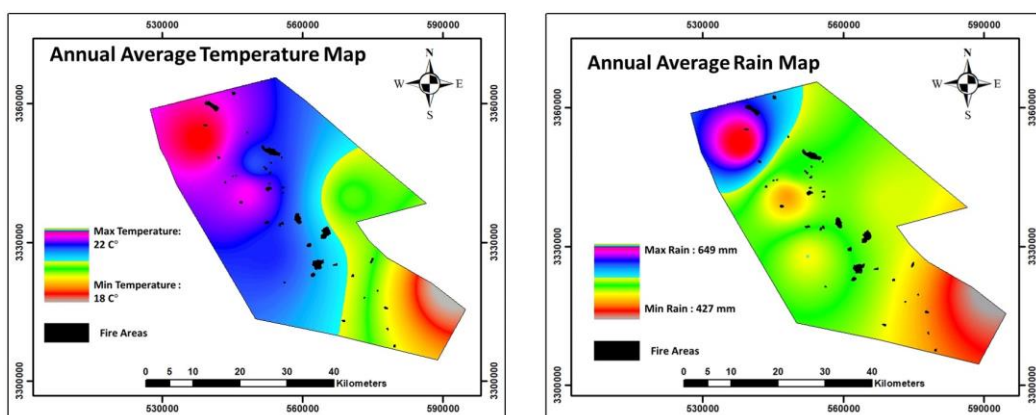 530000 560000 590000
Annual Average Temperature Map
N
W E
S
3360000
3330000
3300000
3360000
3330000
3300000
Max Temperature:
22 C°
Min Temperature :
18 C°
Fire Areas
0 5 10 20 30 40
Kilometers
530000 560000 590000
530000 560000 590000
Annual Average Rain Map
N
W E
S
3360000
3330000
3300000
3360000
3330000
3300000
Max Rain : 649 mm
Min Rain : 427 mm
Fire Areas
0 5 10 20 30 40
Kilometers
530000 560000 590000